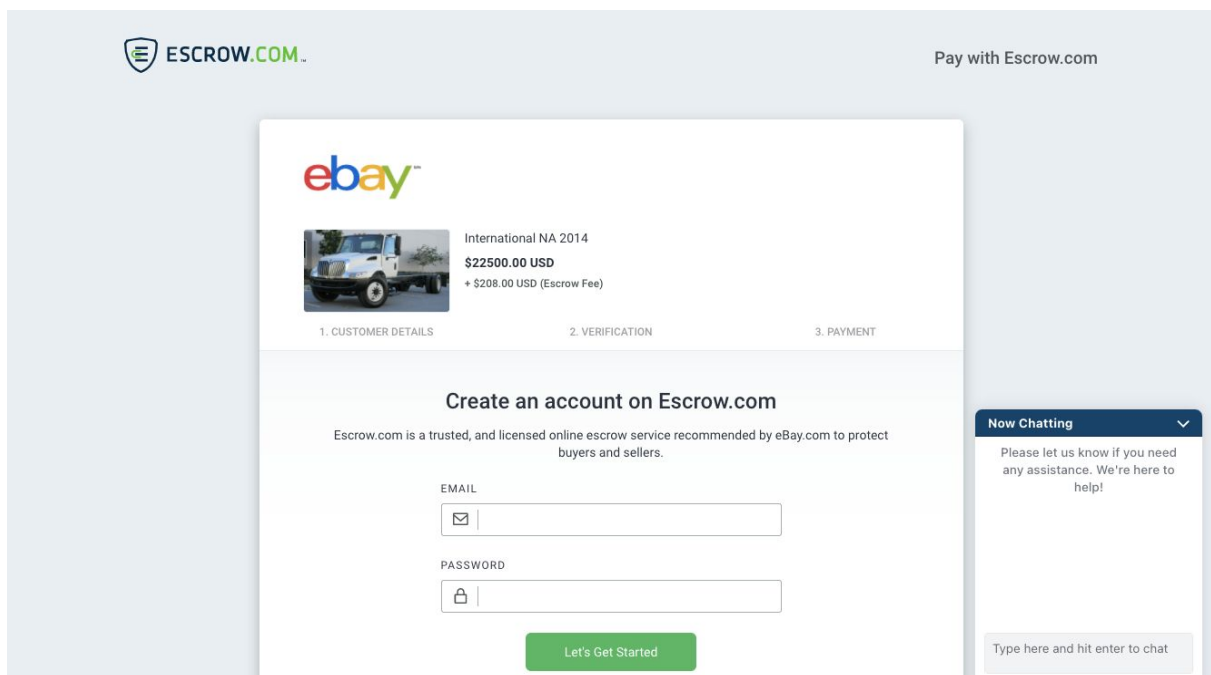 ESCROW.COM
Pay with Escrow.com
ebay™
International NA 2014
$22500.00 USD
+ $208.00 USD (Escrow Fee)
1. CUSTOMER DETAILS
2. VERIFICATION
3. PAYMENT
Create an account on Escrow.com
Escrow.com is a trusted, and licensed online escrow service recommended by eBay.com to protect
buyers and sellers.
EMAIL
PASSWORD
Let's Get Started
Now Chatting
Please let us know if you need
any assistance. We're here to
help!
Type here and hit enter to chat